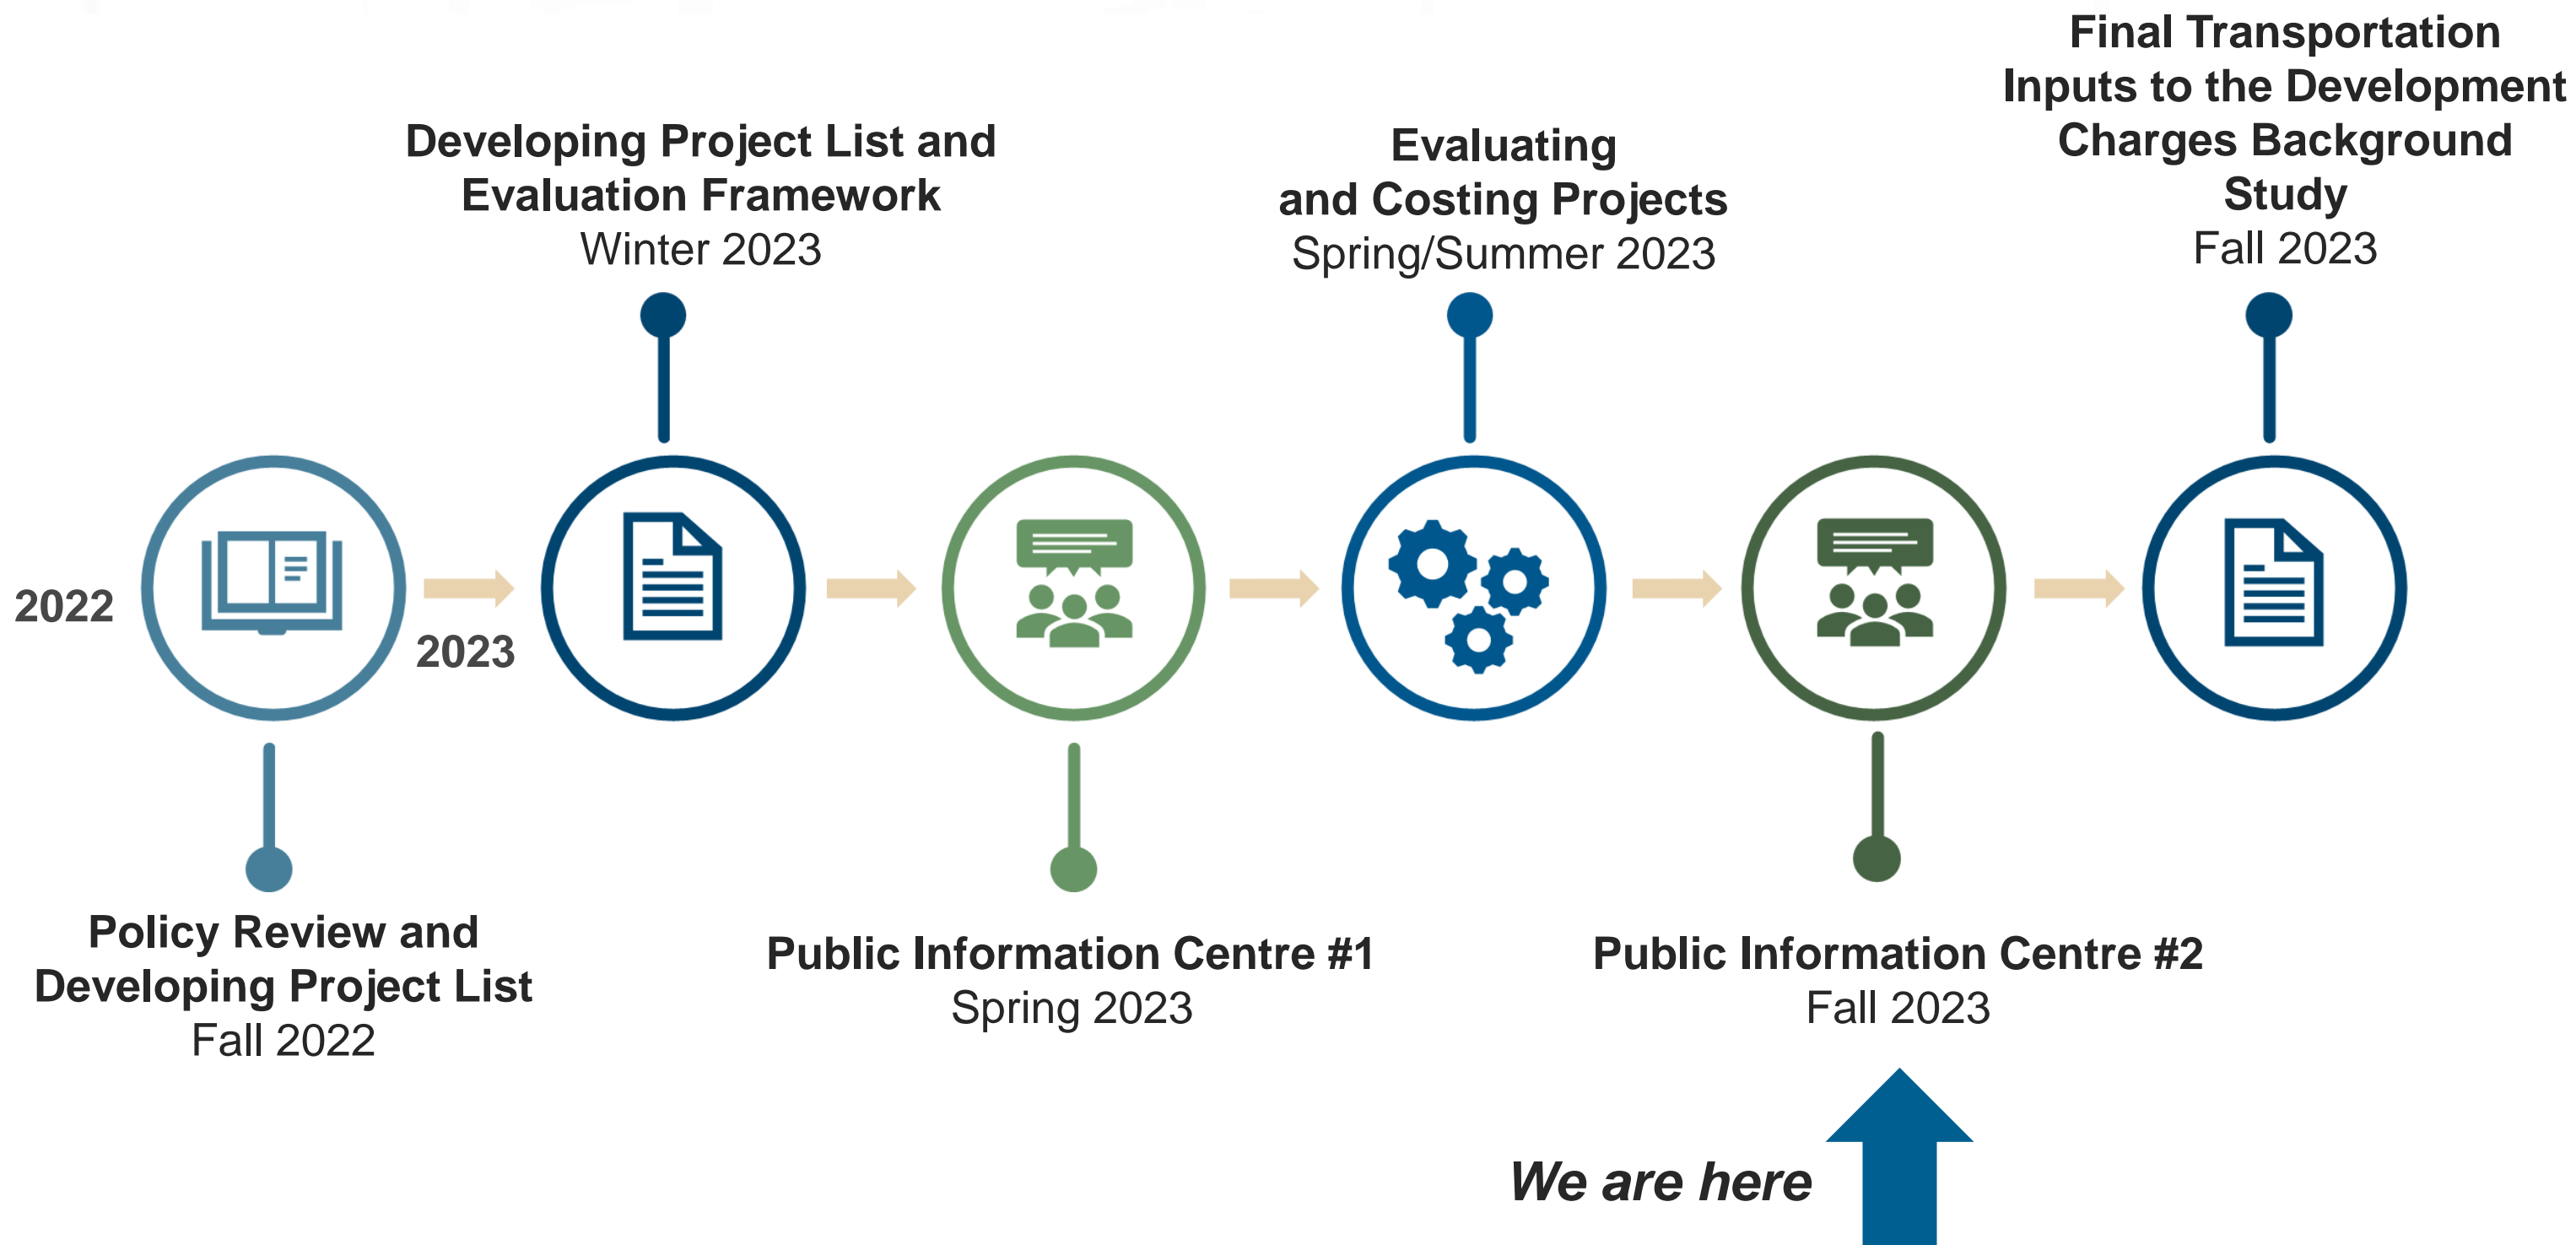 2022
Policy Review and
Developing Project List
Fall 2022
2023
Developing Project List and
Evaluation Framework
Winter 2023
Public Information Centre #1
Spring 2023
Evaluating
and Costing Projects
Spring/Summer 2023
Public Information Centre #2
Fall 2023
We are here
Final Transportation
Inputs to the Development
Charges Background
Study
Fall 2023